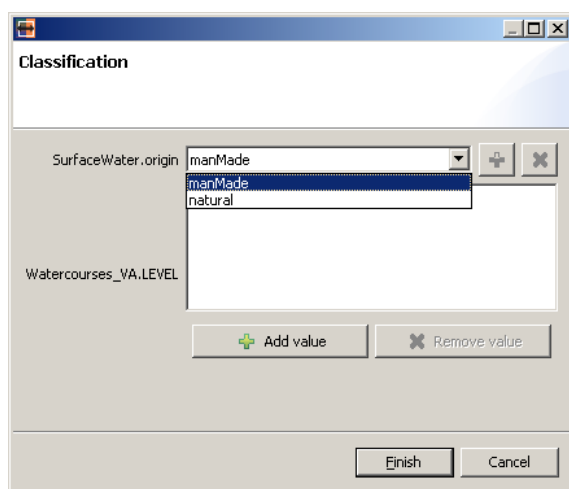 Classification
SurfaceWater.origin manMade
manMade
natural
Watercourses_VA.LEVEL
Add value Remove value
Finish Cancel